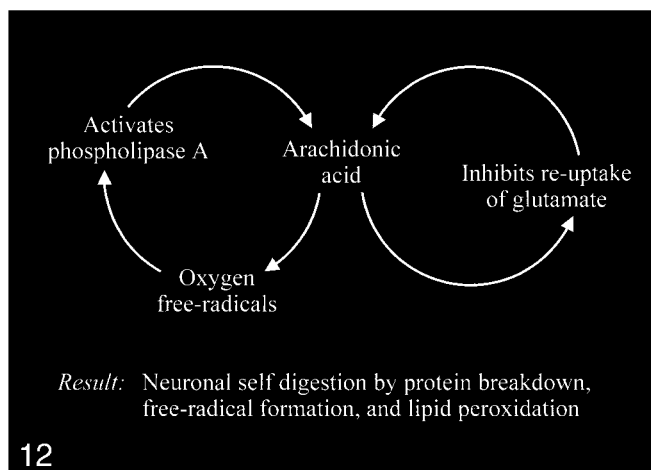 Activates
phospholipase A
Arachidonic
acid
Inhibits re-uptake
of glutamate
Oxygen
free-radicals
Result: Neuronal self digestion by protein breakdown,
free-radical formation, and lipid peroxidation
12